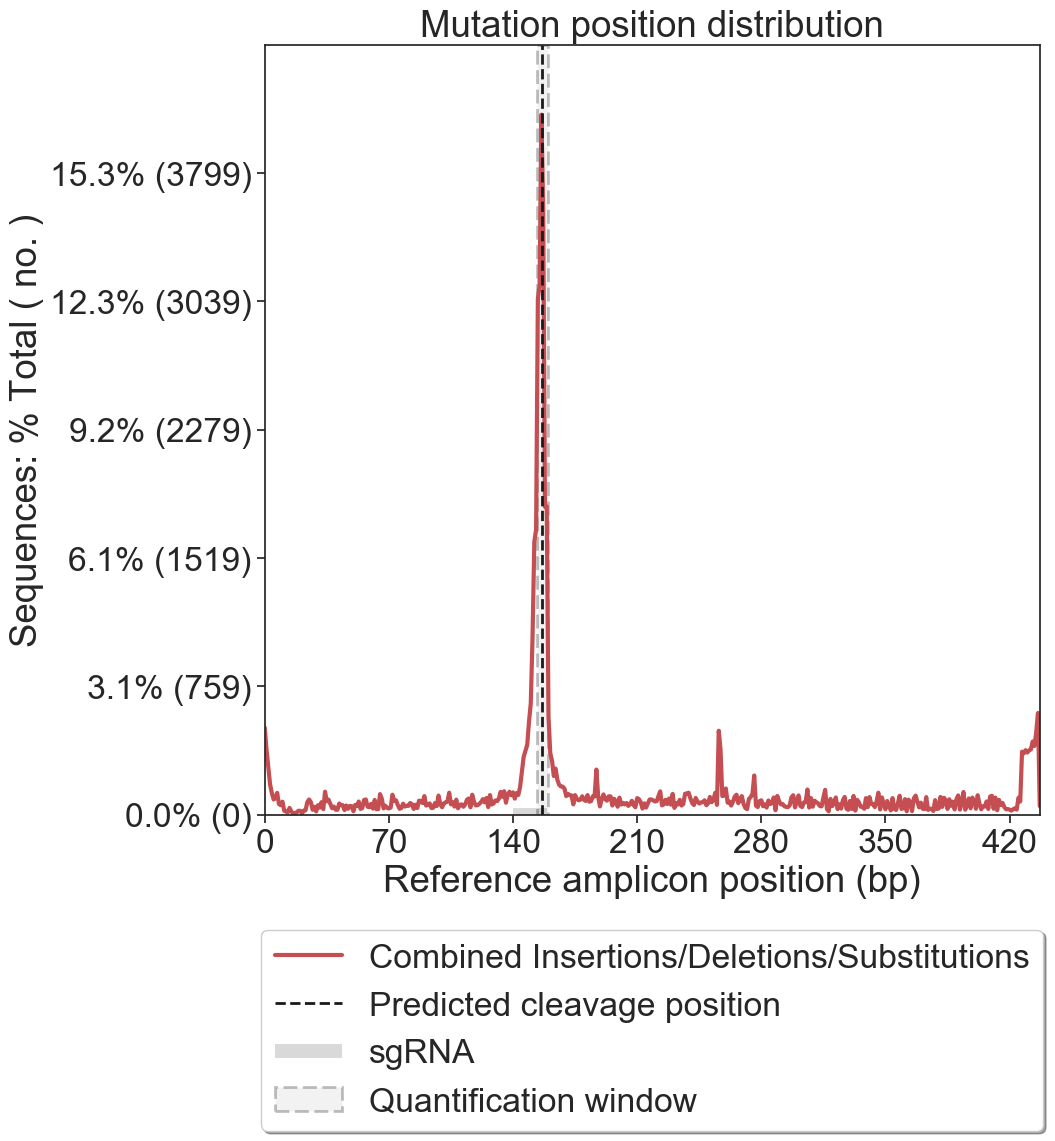 Mutation position distribution
Sequences: % Total ( no. )
15.3% (3799)
12.3% (3039)
9.2% (2279)
6.1% (1519)
3.1% (759)
0.0% (0)
0 70 140 210 280 350 420
Reference amplicon position (bp)
Combined Insertions/Deletions/Substitutions
Predicted cleavage position
sgRNA
Quantification window